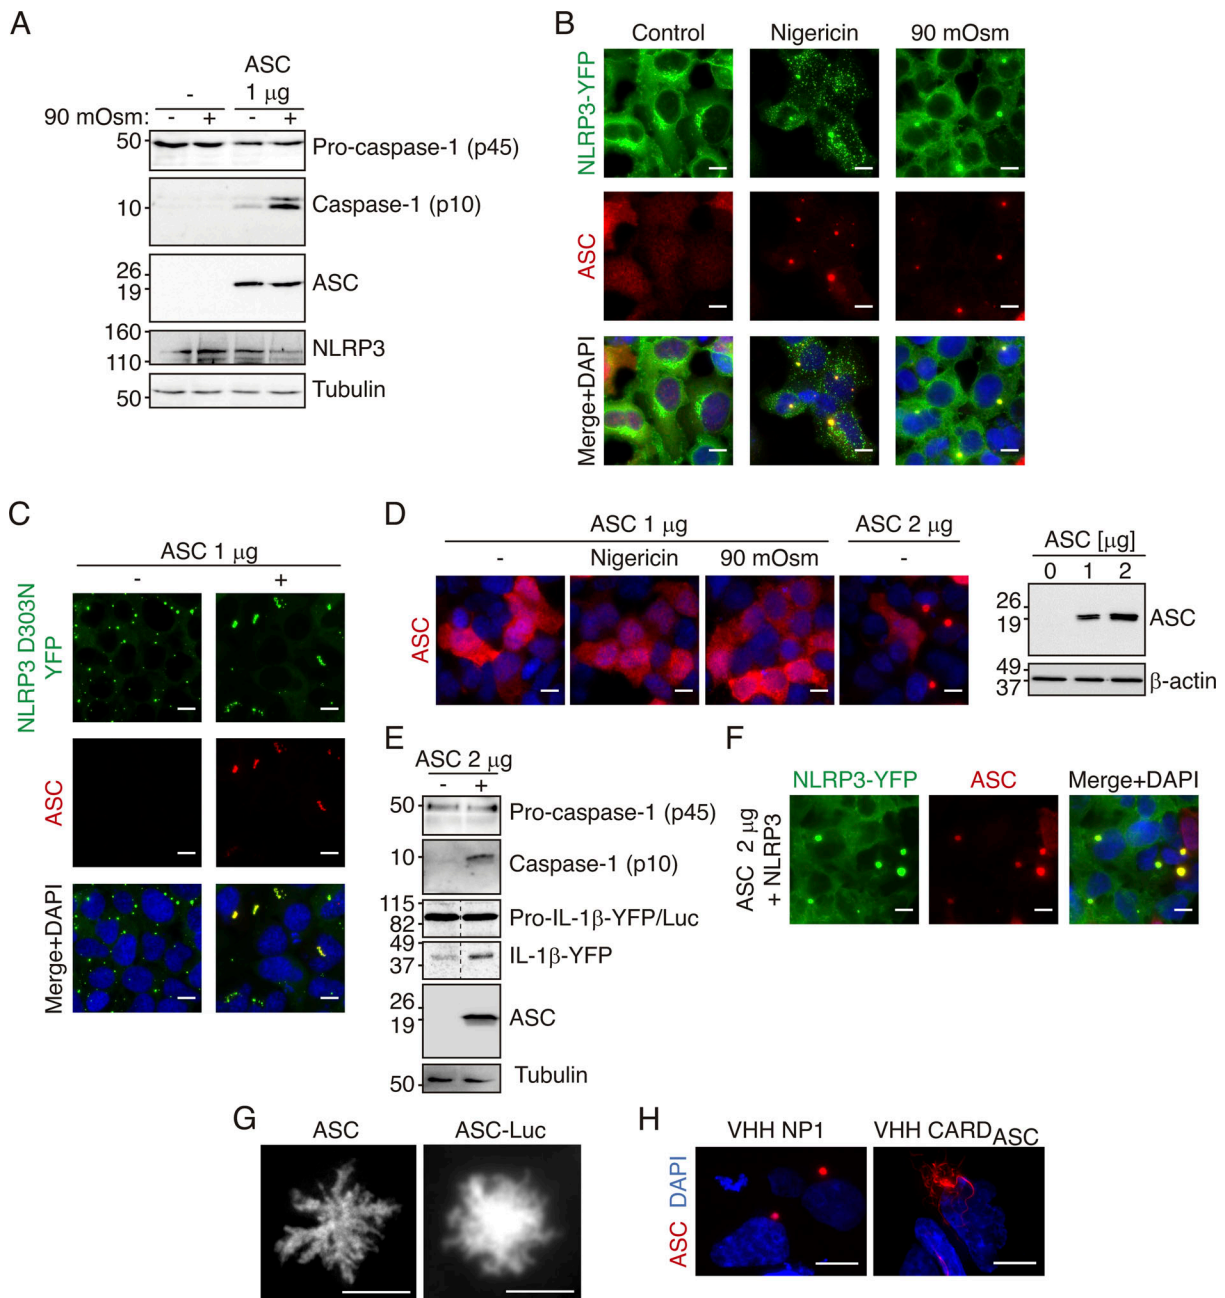 A
ASC
- 1 μg
90 mOsm: - + - +
50 Pro-caspase-1 (p45)
10 Caspase-1 (p10)
26
19 ASC
160
110 NLRP3
50 Tubulin
B
Control Nigericin 90 mOsm
NLRP3-YFP
ASC
Merge+DAPI
C
ASC 1 μg
- +
NLRP3 D303N
YFP
ASC
Merge+DAPI
D
ASC 1 μg ASC 2 μg
- Nigericin 90 mOsm -
ASC
ASC [μg]
0 1 2
26
19 ASC
49
37 β-actin
E
ASC 2 μg
- +
50 Pro-caspase-1 (p45)
10 Caspase-1 (p10)
115
82 Pro-IL-1β-YFP/Luc
49
37 IL-1β-YFP
26
19 ASC
50 Tubulin
F
NLRP3-YFP ASC Merge+DAPI
ASC 2 μg
+ NLRP3
G
ASC ASC-Luc
H
VHH NP1 VHH CARD_ASC
ASC DAPI